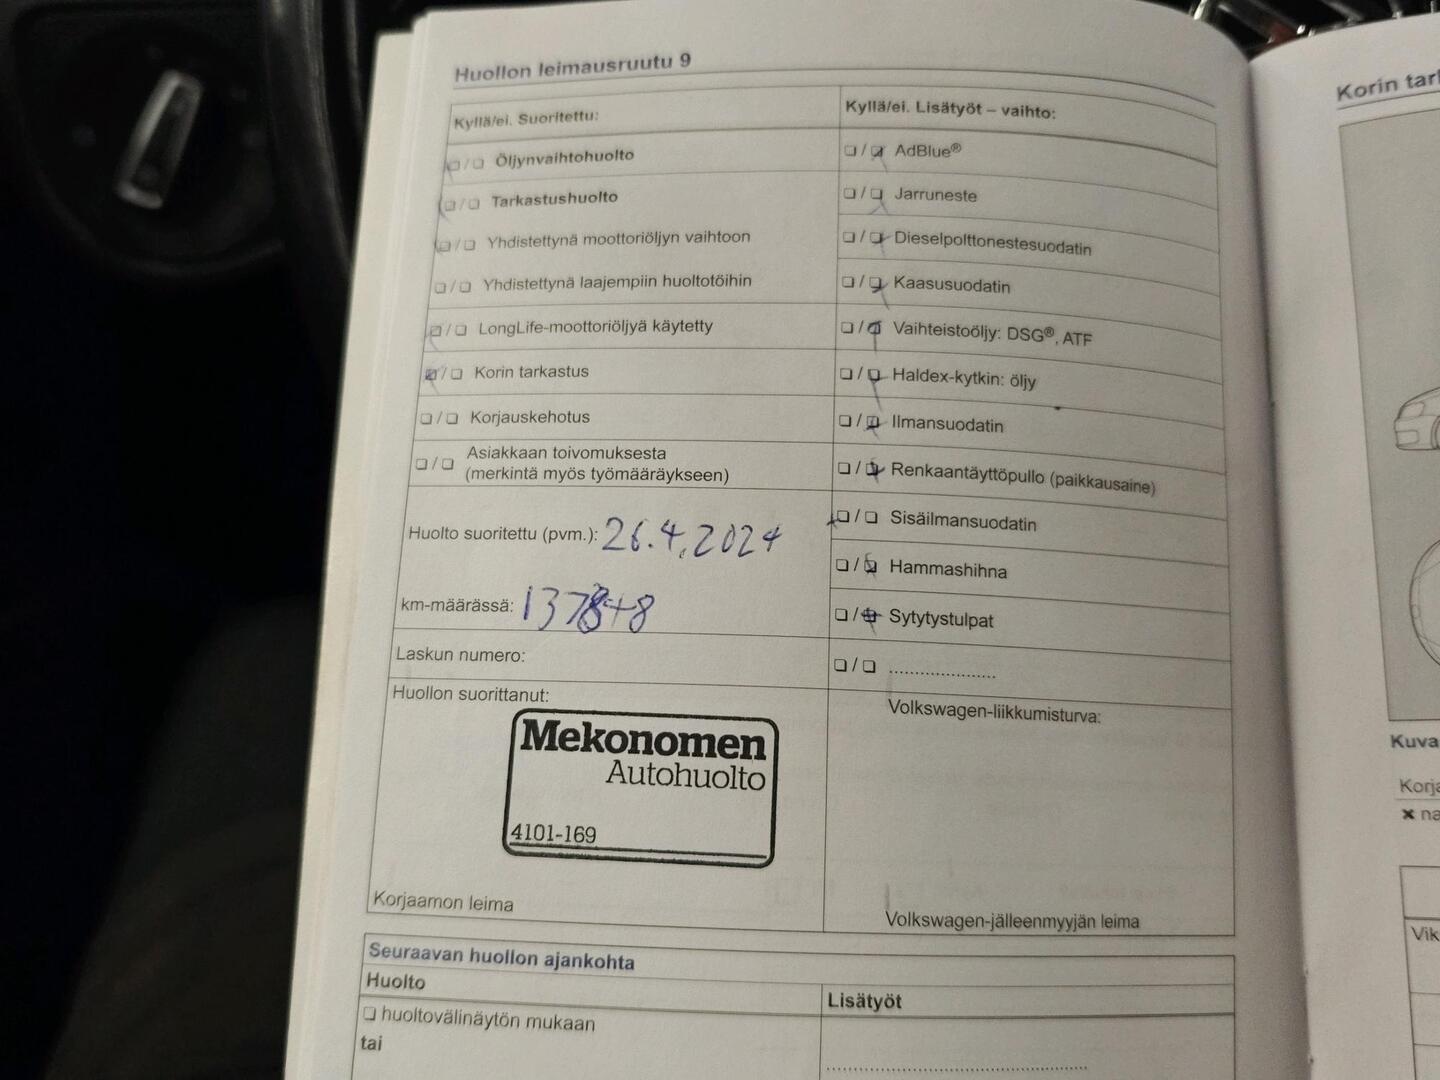 Huollon leimausruutu 9
Kyllä/ei. Suoritettu:
❏/❏ Öljynvaihtohuolto
❏/❏ Tarkastushuolto
❏/❏ Yhdistettynä moottoriöljyn vaihtoon
❏/❏ Yhdistettynä laajempiin huoltotöihin
❏/❏ LongLife-moottoriöljyä käytetty
❏/❏ Korin tarkastus
❏/❏ Korjauskehotus
❏/❏ Asiakkaan toivomuksesta
(merkintä myös työmääräykseen)
Huolto suoritettu (pvm.): 26.4.2024
km-määrässä:
Laskun numero:
Huollon suorittanut:
Mekonomen
Autohuolto
4101-169
Korjaamon leima
Kyllä/ei. Lisätyöt – vaihto:
❏/❏ AdBlue®
❏/❏ Jarruneste
❏/❏ Dieselpolttonestesuodatin
❏/❏ Kaasusuodatin
❏/❏ Vaihteistoöljy: DSG®, ATF
❏/❏ Haldex-kytkin: öljy
❏/❏ Ilmansuodatin
❏/❏ Renkaantäyttöpullo (paikkausaine)
❏/❏ Sisäilmansuodatin
❏/❏ Hammashihna
❏/❏ Sytytystulpat
❏/❏ .....................
Volkswagen-liikkumisturva:
Volkswagen-jälleenmyyjän leima
Seuraavan huollon ajankohta
Huolto
❏ huoltovälinäytön mukaan
tai
Lisätyöt
Korin
Kuva